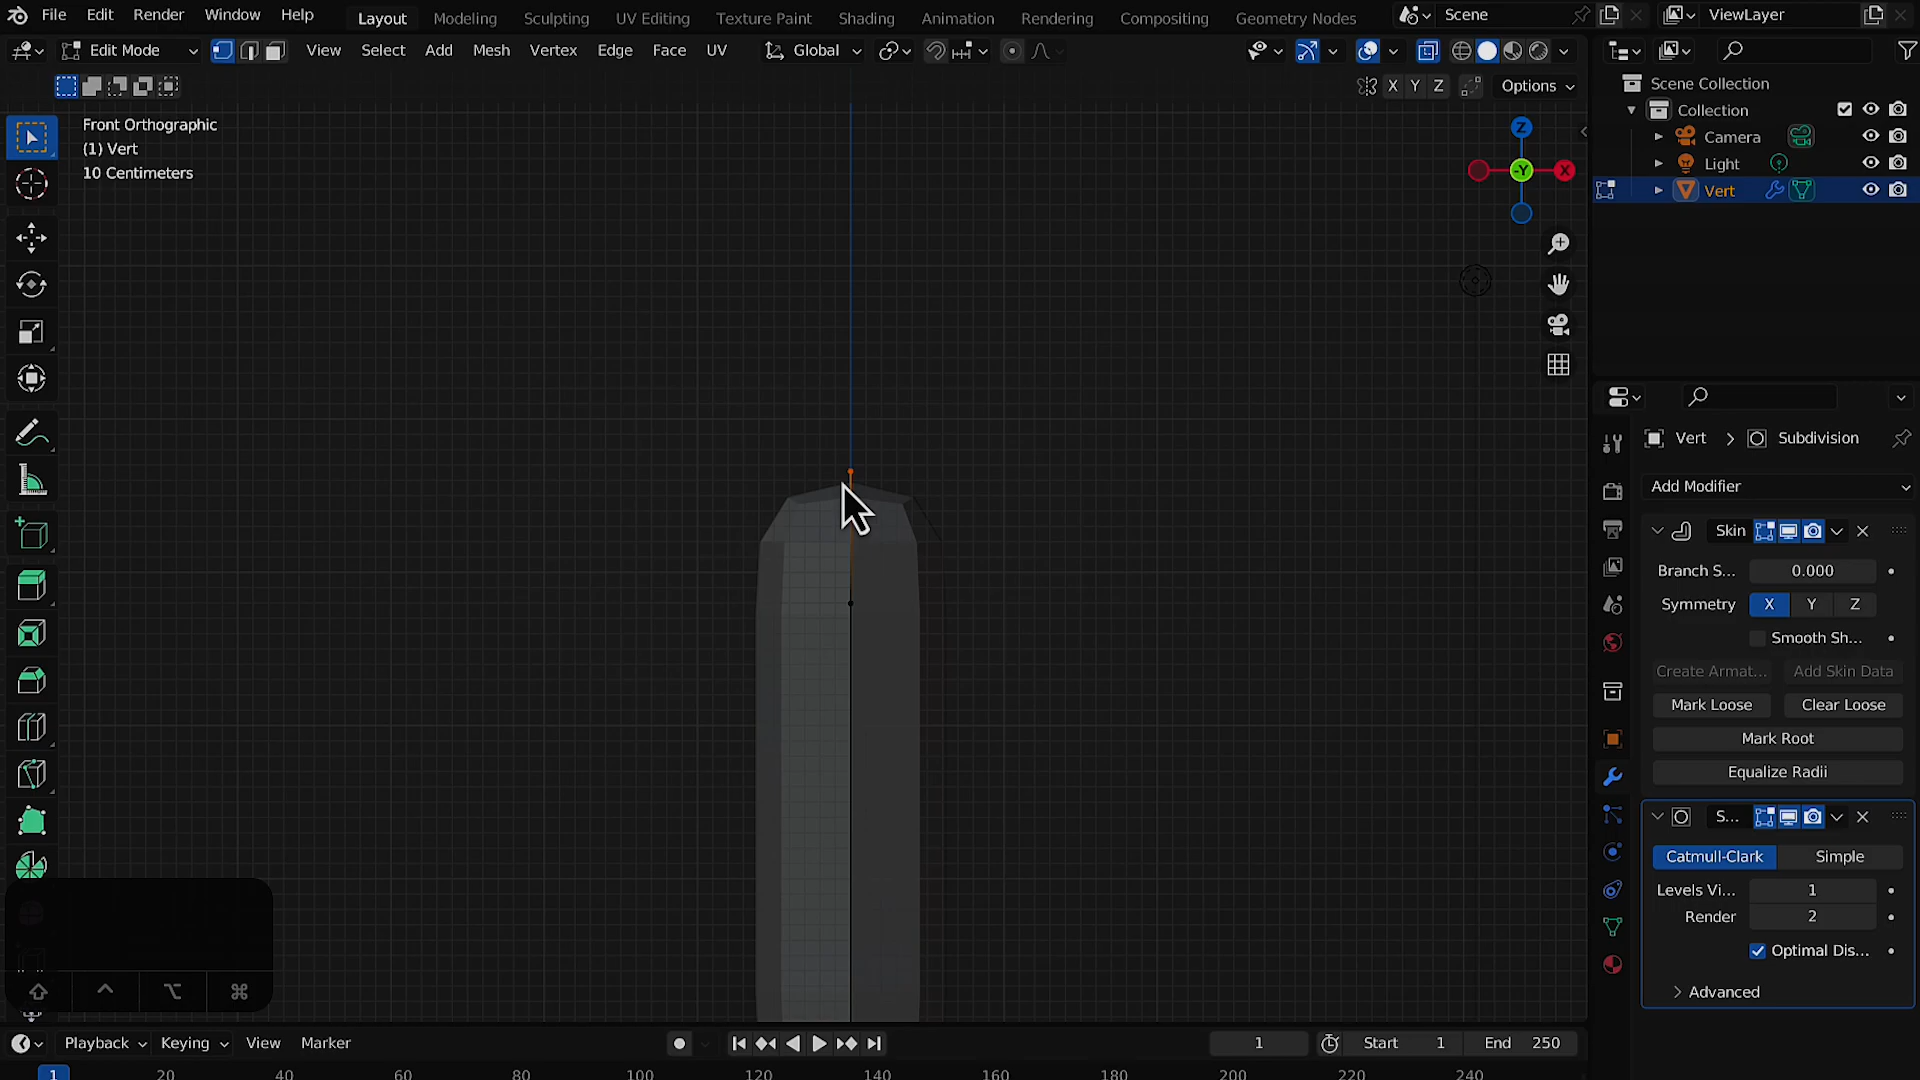 File Edit Render Window Help Layout Modeling Sculpting UV Editing Texture Paint Shading Animation Rendering Compositing Geometry Nodes Scene ViewLayer
Edit Mode View Select Add Mesh Vertex Edge Face UV Global
X Y Z Options
Front Orthographic
(1) Vert
10 Centimeters
Z
-Y X
Scene Collection
Collection
Camera
Light
Vert
Vert > Subdivision
Add Modifier
Skin
Branch S... 0.000
Symmetry X Y Z
Smooth Sh...
Create Armat... Add Skin Data
Mark Loose Clear Loose
Mark Root
Equalize Radii
S...
Catmull-Clark Simple
Levels Vi... 1
Render 2
Optimal Dis...
Advanced
Playback Keying View Marker 1 Start 1 End 250
1 20 40 60 80 100 120 140 160 180 200 220 240